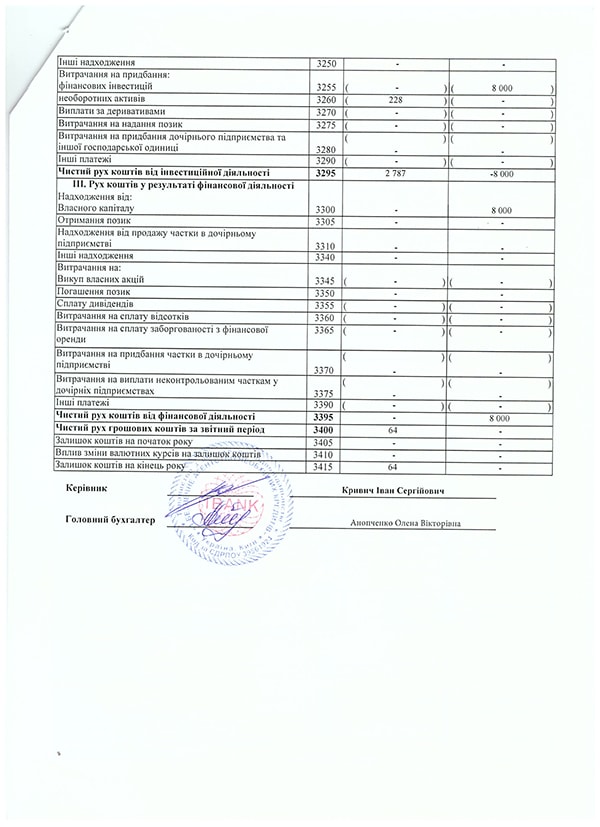 Інші надходження 3250 - -
Витрачання на придбання:
фінансових інвестицій 3255 ( - ) ( 8 000 )
необоротних активів 3260 ( 228 ) ( - )
Виплати за деривативами 3270 ( - ) ( - )
Витрачання на надання позик 3275 ( - ) ( - )
Витрачання на придбання дочірнього підприємства та
іншої господарської одиниці 3280 ( - ) ( - )
Інші платежі 3290 ( - ) ( - )
Чистий рух коштів від інвестиційної діяльності 3295 2 787 -8 000
III. Рух коштів у результаті фінансової діяльності
Надходження від:
Власного капіталу 3300 - 8 000
Отримання позик 3305 - -
Надходження від продажу частки в дочірньому
підприємстві 3310 - -
Інші надходження 3340 - -
Витрачання на:
Викуп власних акцій 3345 ( - ) ( - )
Погашення позик 3350 - -
Сплату дивідендів 3355 ( - ) ( - )
Витрачання на сплату відсотків 3360 ( - ) ( - )
Витрачання на сплату заборгованості з фінансової 3365 ( - ) ( - )
оренди
Витрачання на придбання частки в дочірньому
підприємстві 3370 ( - ) ( - )
Витрачання на виплати неконтрольованим часткам у
дочірніх підприємствах 3375 ( - ) ( - )
Інші платежі 3390 ( - ) ( - )
Чистий рух коштів від фінансової діяльності 3395 - 8 000
Чистий рух грошових коштів за звітний період 3400 64 -
Залишок коштів на початок року 3405 - -
Вплив зміни валютних курсів на залишок коштів 3410 - -
Залишок коштів на кінець року 3415 64 -
Керівник Кривич Іван Сергійович
BANK
Головний бухгалтер Анопченко Олена Вікторівна
Україна Київ